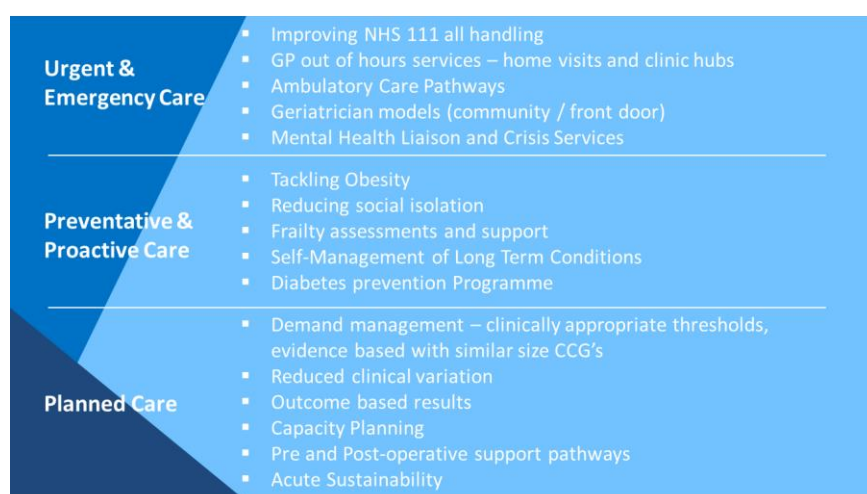 Urgent &
Emergency Care
▪ Improving NHS 111 all handling
▪ GP out of hours services – home visits and clinic hubs
▪ Ambulatory Care Pathways
▪ Geriatrician models (community / front door)
▪ Mental Health Liaison and Crisis Services
Preventative &
Proactive Care
▪ Tackling Obesity
▪ Reducing social isolation
▪ Frailty assessments and support
▪ Self-Management of Long Term Conditions
▪ Diabetes prevention Programme
Planned Care
▪ Demand management – clinically appropriate thresholds,
evidence based with similar size CCG's
▪ Reduced clinical variation
▪ Outcome based results
▪ Capacity Planning
▪ Pre and Post-operative support pathways
▪ Acute Sustainability